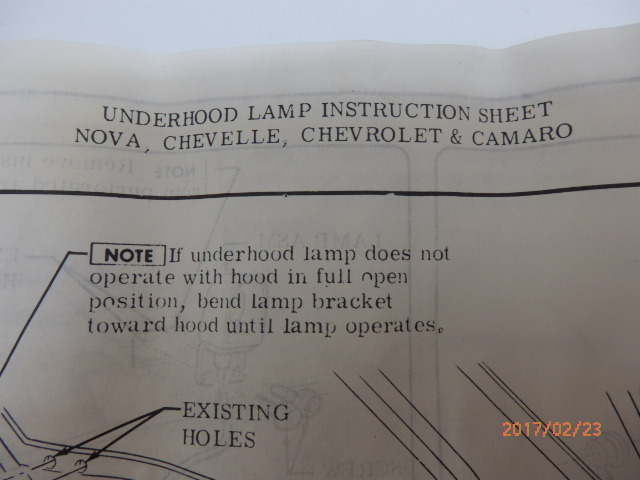 UNDERHOOD LAMP INSTRUCTION SHEET
NOVA, CHEVELLE, CHEVROLET & CAMARO
NOTE If underhood lamp does not
operate with hood in full open
position, bend lamp bracket
toward hood until lamp operates.
EXISTING
HOLES
2017/02/23